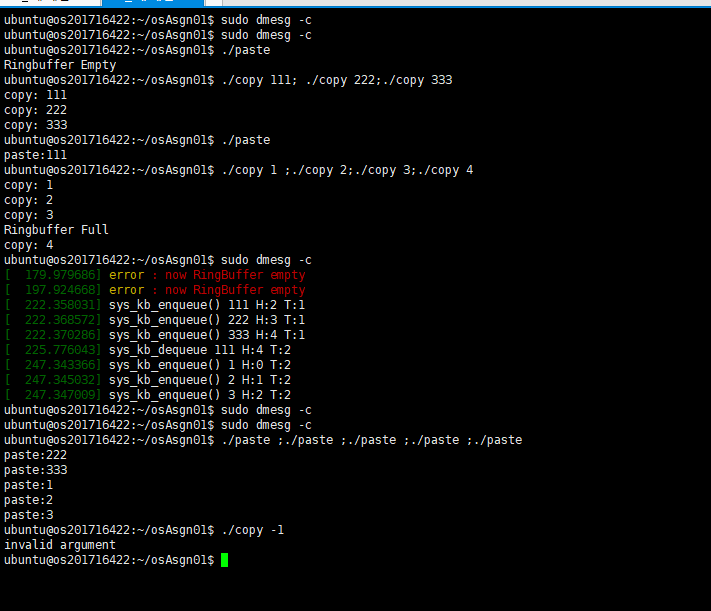 ubuntu@os201716422:~/osAsgn01$ sudo dmesg -c
ubuntu@os201716422:~/osAsgn01$ sudo dmesg -c
ubuntu@os201716422:~/osAsgn01$ ./paste
Ringbuffer Empty
ubuntu@os201716422:~/osAsgn01$ ./copy 111; ./copy 222;./copy 333
copy: 111
copy: 222
copy: 333
ubuntu@os201716422:~/osAsgn01$ ./paste
paste:111
ubuntu@os201716422:~/osAsgn01$ ./copy 1 ;./copy 2;./copy 3;./copy 4
copy: 1
copy: 2
copy: 3
Ringbuffer Full
copy: 4
ubuntu@os201716422:~/osAsgn01$ sudo dmesg -c
[  179.979686] error : now RingBuffer empty
[  197.924668] error : now RingBuffer empty
[  222.358031] sys_kb_enqueue() 111 H:2 T:1
[  222.368572] sys_kb_enqueue() 222 H:3 T:1
[  222.370286] sys_kb_enqueue() 333 H:4 T:1
[  225.776043] sys_kb_dequeue 111 H:4 T:2
[  247.343366] sys_kb_enqueue() 1 H:0 T:2
[  247.345032] sys_kb_enqueue() 2 H:1 T:2
[  247.347009] sys_kb_enqueue() 3 H:2 T:2
ubuntu@os201716422:~/osAsgn01$ sudo dmesg -c
ubuntu@os201716422:~/osAsgn01$ sudo dmesg -c
ubuntu@os201716422:~/osAsgn01$ ./paste ;./paste ;./paste ;./paste ;./paste
paste:222
paste:333
paste:1
paste:2
paste:3
ubuntu@os201716422:~/osAsgn01$ ./copy -1
invalid argument
ubuntu@os201716422:~/osAsgn01$